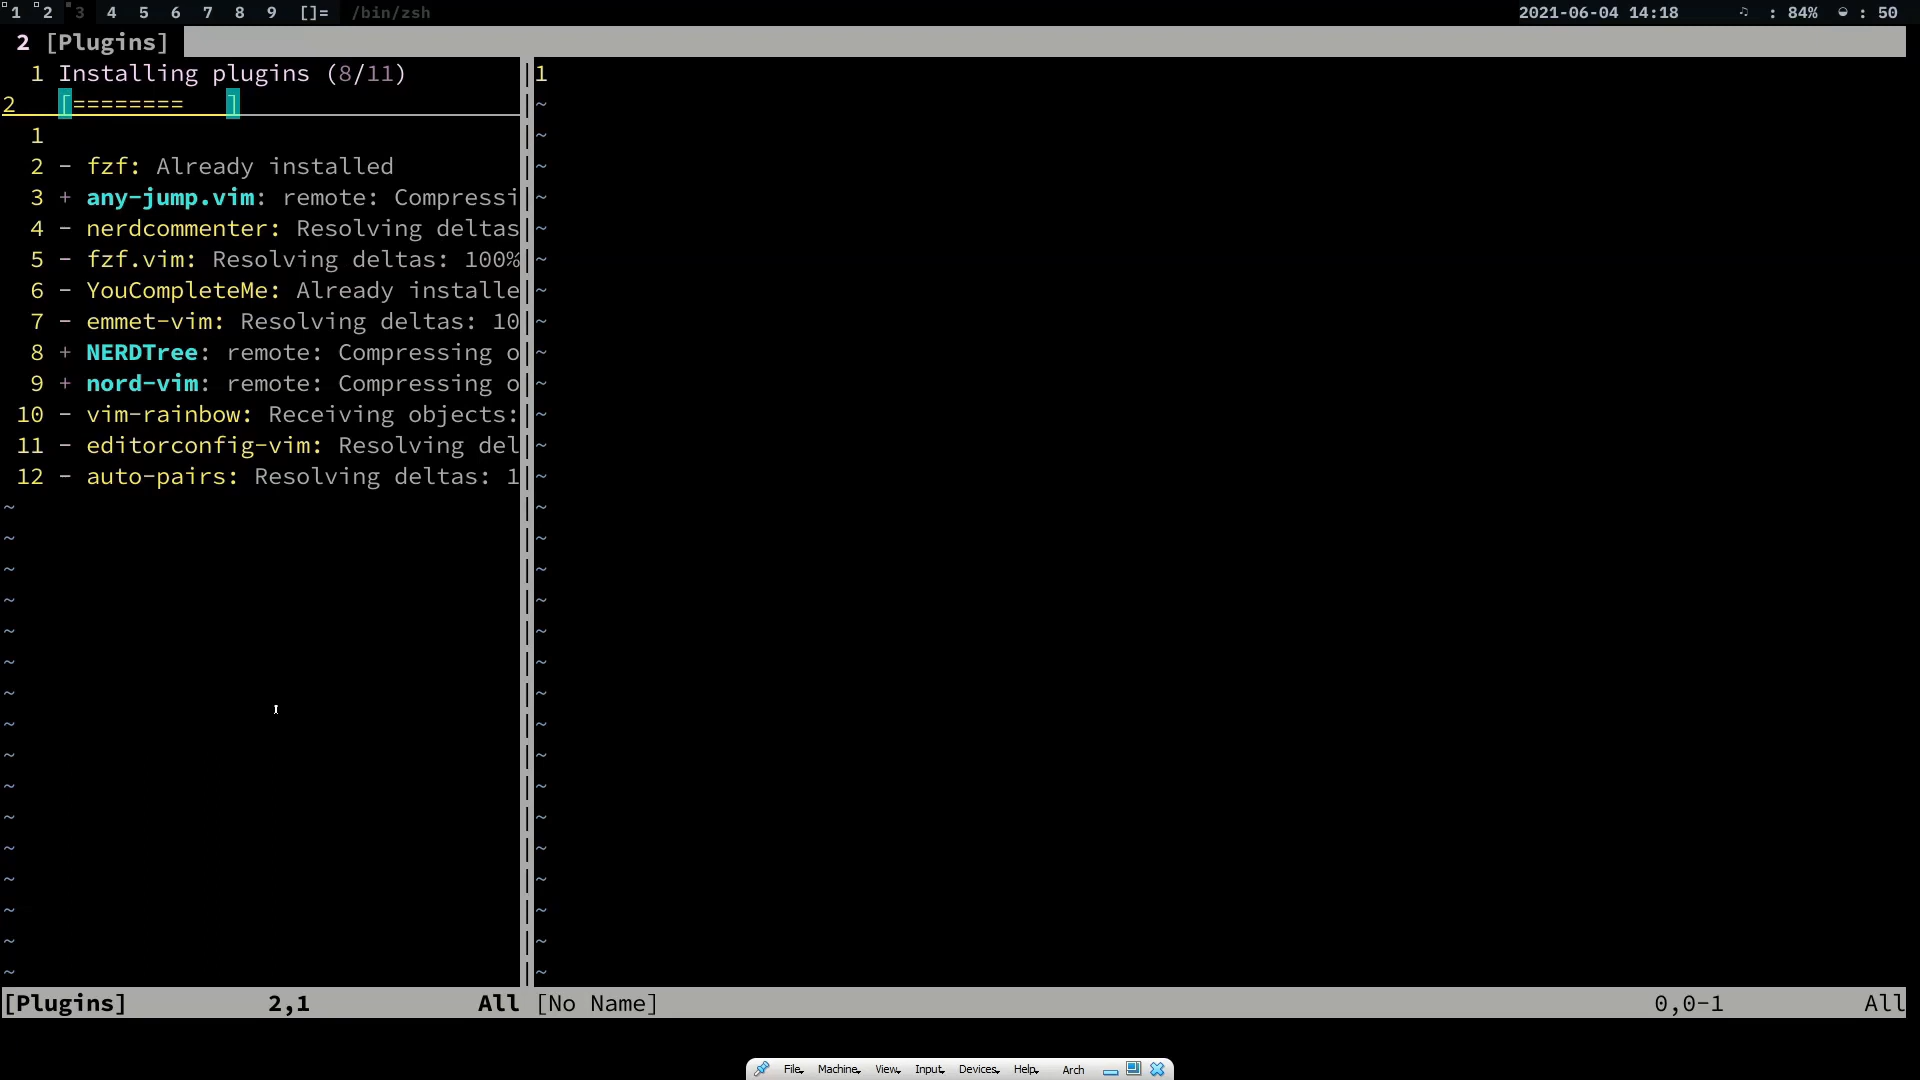 1 2 3 4 5 6 7 8 9 []= /bin/zsh 2021-06-04 14:18 ♫ : 84% : 50
2 [Plugins]
1 Installing plugins (8/11)
2 [======== ]
1
2 - fzf: Already installed
3 + any-jump.vim: remote: Compressi
4 - nerdcommenter: Resolving deltas
5 - fzf.vim: Resolving deltas: 100%
6 - YouCompleteMe: Already installe
7 - emmet-vim: Resolving deltas: 10
8 + NERDTree: remote: Compressing o
9 + nord-vim: remote: Compressing o
10 - vim-rainbow: Receiving objects:
11 - editorconfig-vim: Resolving del
12 - auto-pairs: Resolving deltas: 1
1
[Plugins] 2,1 All [No Name] 0,0-1 All
File Machine View Input Devices Help Arch